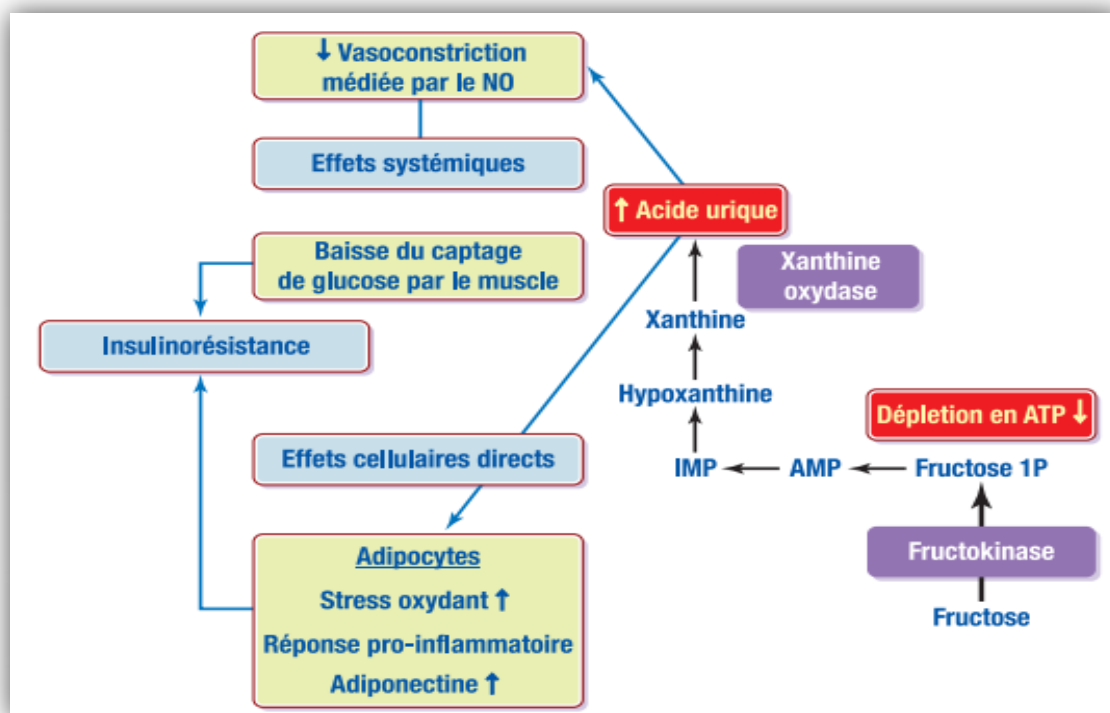 ↓ Vasoconstriction
médiée par le NO
Effets systémiques
↑ Acide urique
Baisse du captage
de glucose par le muscle
Xanthine
oxydase
Xanthine
Insulinorésistance
Hypoxanthine
Dépletion en ATP ↓
Effets cellulaires directs
IMP
AMP
Fructose 1P
Fructokinase
Adipocytes
Stress oxydant ↑
Fructose
Réponse pro-inflammatoire
Adiponectine ↑